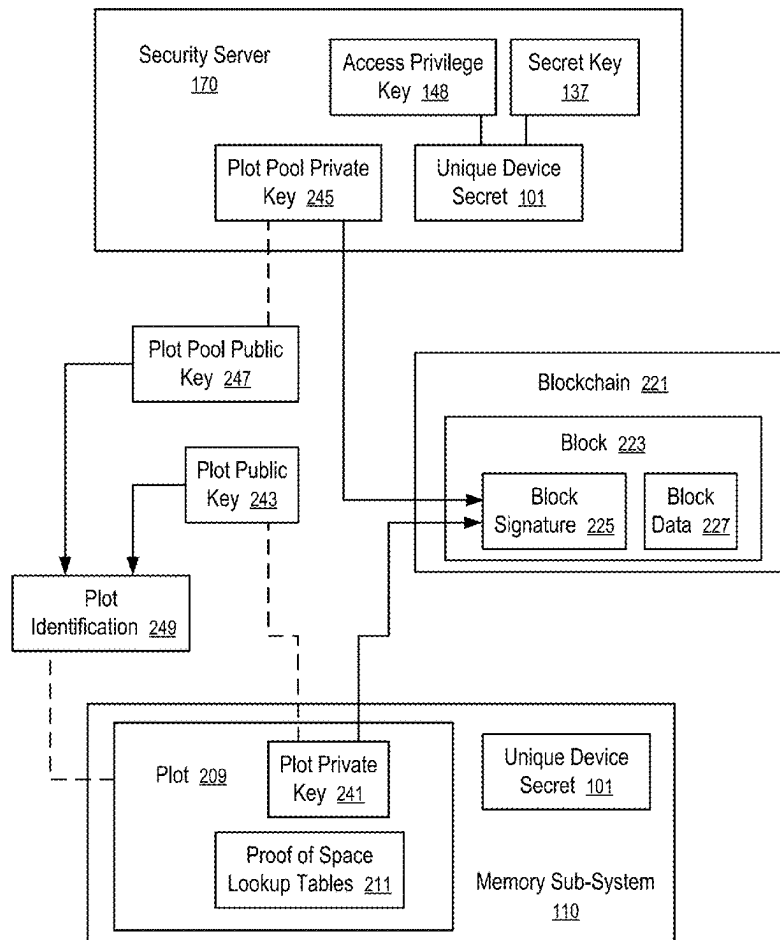 Security Server
170
Access Privilege
Key 148
Secret Key
137
Plot Pool Private
Key 245
Unique Device
Secret 101
Plot Pool Public
Key 247
Blockchain 221
Block 223
Plot Public
Key 243
Block
Signature 225
Block
Data 227
Plot
Identification 249
Plot 209
Plot Private
Key 241
Unique Device
Secret 101
Proof of Space
Lookup Tables 211
Memory Sub-System
110